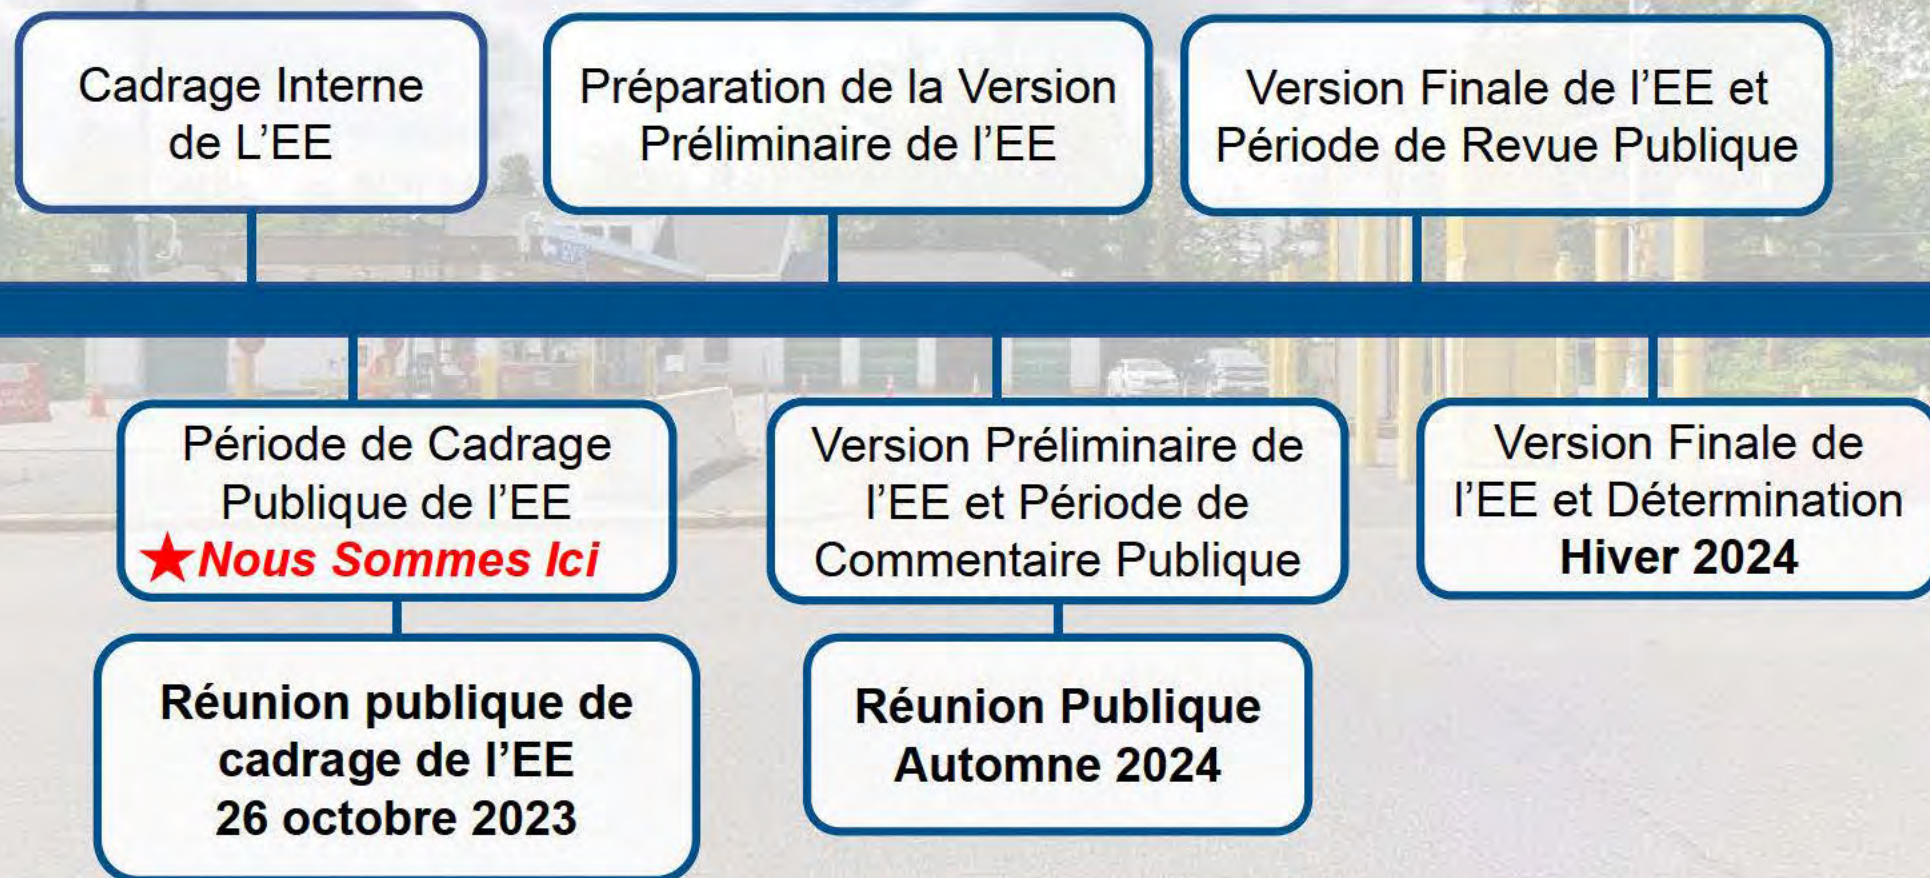 Cadrage Interne
de L'EE
Préparation de la Version
Préliminaire de l'EE
Version Finale de l'EE et
Période de Revue Publique
Période de Cadrage
Publique de l'EE
★Nous Sommes Ici
Version Préliminaire de
l'EE et Période de
Commentaire Publique
Version Finale de
l'EE et Détermination
Hiver 2024
Réunion publique de
cadrage de l'EE
26 octobre 2023
Réunion Publique
Automne 2024